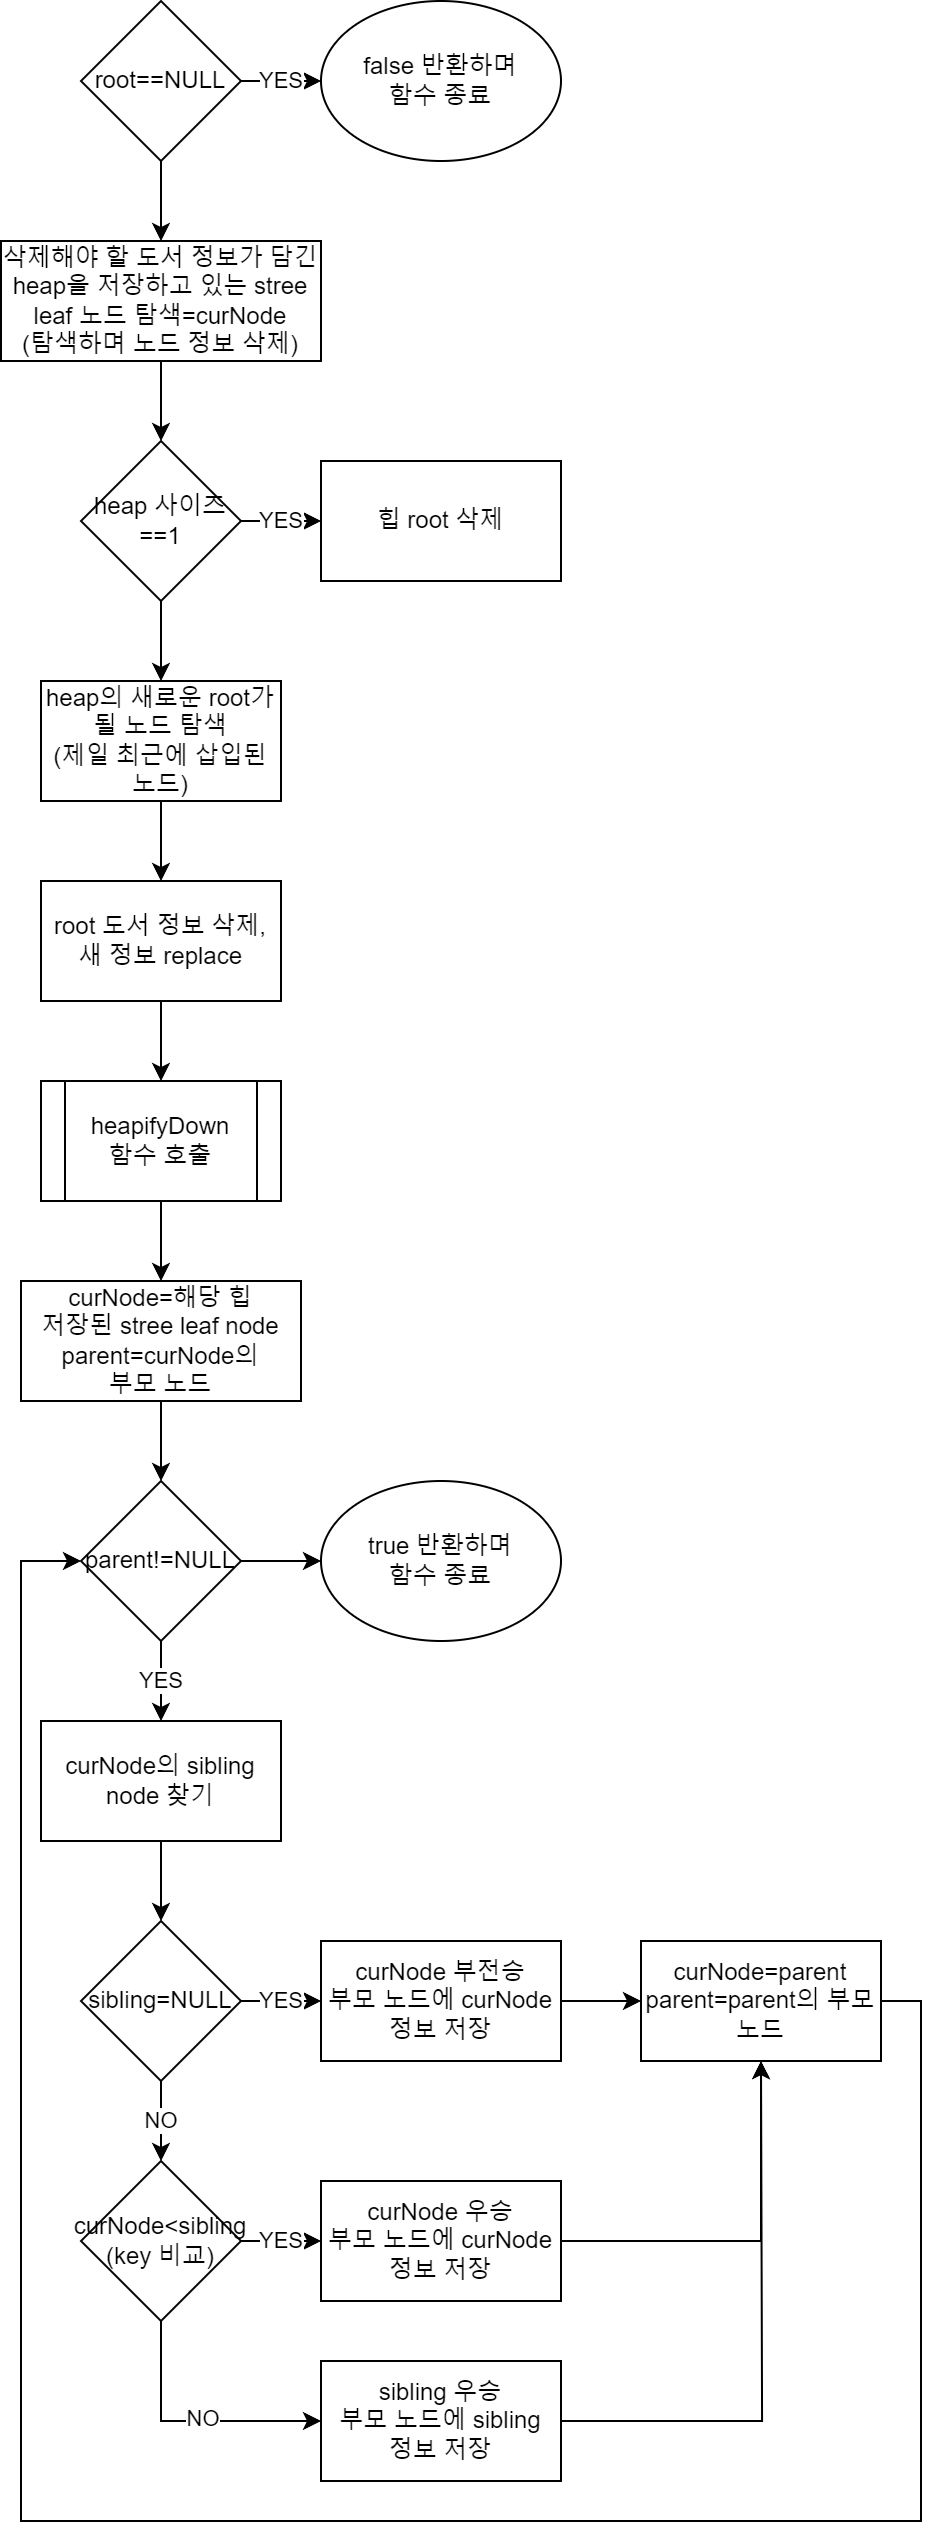 root==NULL
YES
false 반환하며
함수 종료
삭제해야 할 도서 정보가 담긴
heap을 저장하고 있는 stree
leaf 노드 탐색=curNode
(탐색하며 노드 정보 삭제)
heap 사이즈
==1
YES
힙 root 삭제
heap의 새로운 root가
될 노드 탐색
(제일 최근에 삽입된
노드)
root 도서 정보 삭제,
새 정보 replace
heapifyDown
함수 호출
curNode=해당 힙
저장된 stree leaf node
parent=curNode의
부모 노드
parent!=NULL
true 반환하며
함수 종료
YES
curNode의 sibling
node 찾기
sibling=NULL
YES
curNode 부전승
부모 노드에 curNode
정보 저장
curNode=parent
parent=parent의 부모
노드
NO
curNode<sibling
(key 비교)
YES
curNode 우승
부모 노드에 curNode
정보 저장
NO
sibling 우승
부모 노드에 sibling
정보 저장